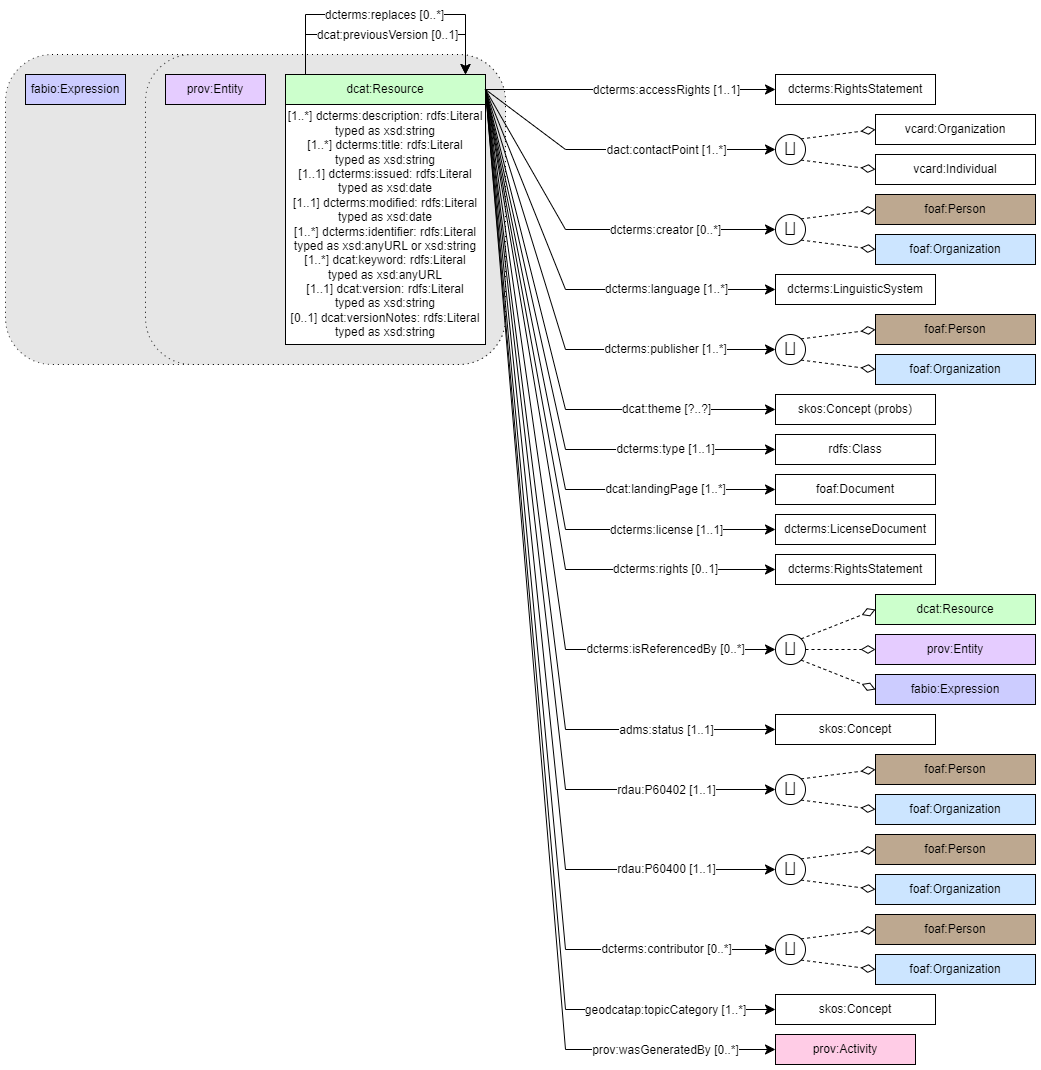 dcterms:replaces [0..*]
dcat:previousVersion [0..1]
fabio:Expression
prov:Entity
dcat:Resource
[1..*] dcterms:description: rdfs:Literal
typed as xsd:string
[1..*] dcterms:title: rdfs:Literal
typed as xsd:string
[1..1] dcterms:issued: rdfs:Literal
typed as xsd:date
[1..1] dcterms:modified: rdfs:Literal
typed as xsd:date
[1..*] dcterms:identifier: rdfs:Literal
typed as xsd:anyURL or xsd:string
[1..*] dcat:keyword: rdfs:Literal
typed as xsd:anyURL
[1..1] dcat:version: rdfs:Literal
typed as xsd:string
[0..1] dcat:versionNotes: rdfs:Literal
typed as xsd:string
dcterms:accessRights [1..1]
dcterms:RightsStatement
dact:contactPoint [1..*]
vcard:Organization
vcard:Individual
dcterms:creator [0..*]
foaf:Person
foaf:Organization
dcterms:language [1..*]
dcterms:LinguisticSystem
dcterms:publisher [1..*]
foaf:Person
foaf:Organization
dcat:theme [?..?]
skos:Concept (probs)
dcterms:type [1..1]
rdfs:Class
dcat:landingPage [1..*]
foaf:Document
dcterms:license [1..1]
dcterms:LicenseDocument
dcterms:rights [0..1]
dcterms:RightsStatement
dcterms:isReferencedBy [0..*]
dcat:Resource
prov:Entity
fabio:Expression
adms:status [1..1]
skos:Concept
rdau:P60402 [1..1]
foaf:Person
foaf:Organization
rdau:P60400 [1..1]
foaf:Person
foaf:Organization
dcterms:contributor [0..*]
foaf:Person
foaf:Organization
geodcatap:topicCategory [1..*]
skos:Concept
prov:wasGeneratedBy [0..*]
prov:Activity